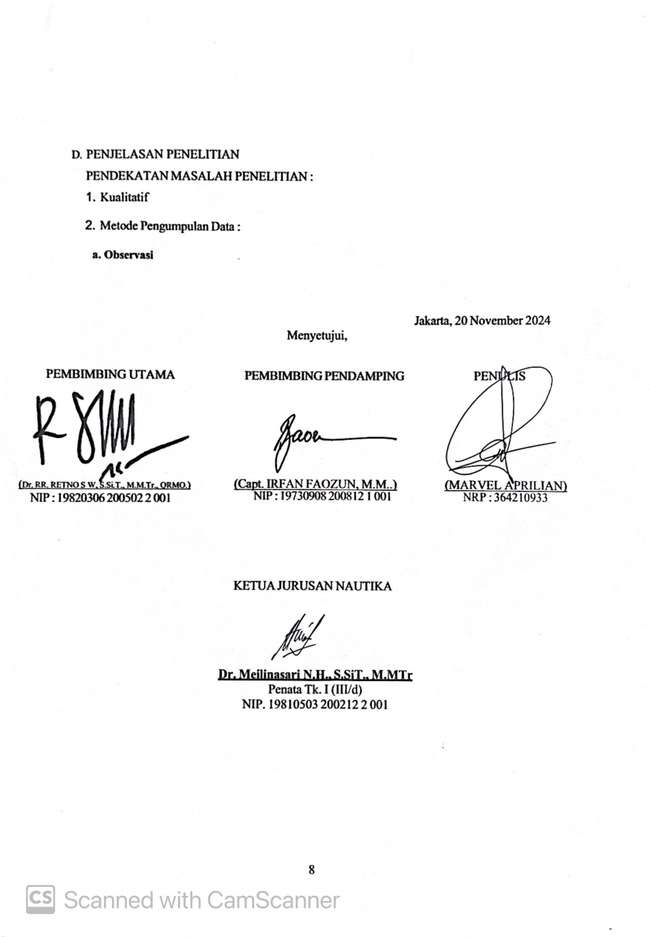 D. PENJELASAN PENELITIAN
PENDEKATAN MASALAH PENELITIAN :
1. Kualitatif
2. Metode Pengumpulan Data :
a. Observasi
Jakarta, 20 November 2024
Menyetujui,
PEMBIMBING UTAMA PEMBIMBING PENDAMPING PENULIS
(Dr. RR. RETNO S W, S.Si.T., M.M.Tr., QRMO.) (Capt. IRFAN FAOZUN, M.M..) (MARVEL APRILIAN)
NIP : 19820306 200502 2 001 NIP : 19730908 200812 1 001 NRP : 364210933
KETUA JURUSAN NAUTIKA
Dr. Meilinasari N.H., S.SiT., M.MTr
Penata Tk. I (III/d)
NIP. 19810503 200212 2 001
8
CS Scanned with CamScanner